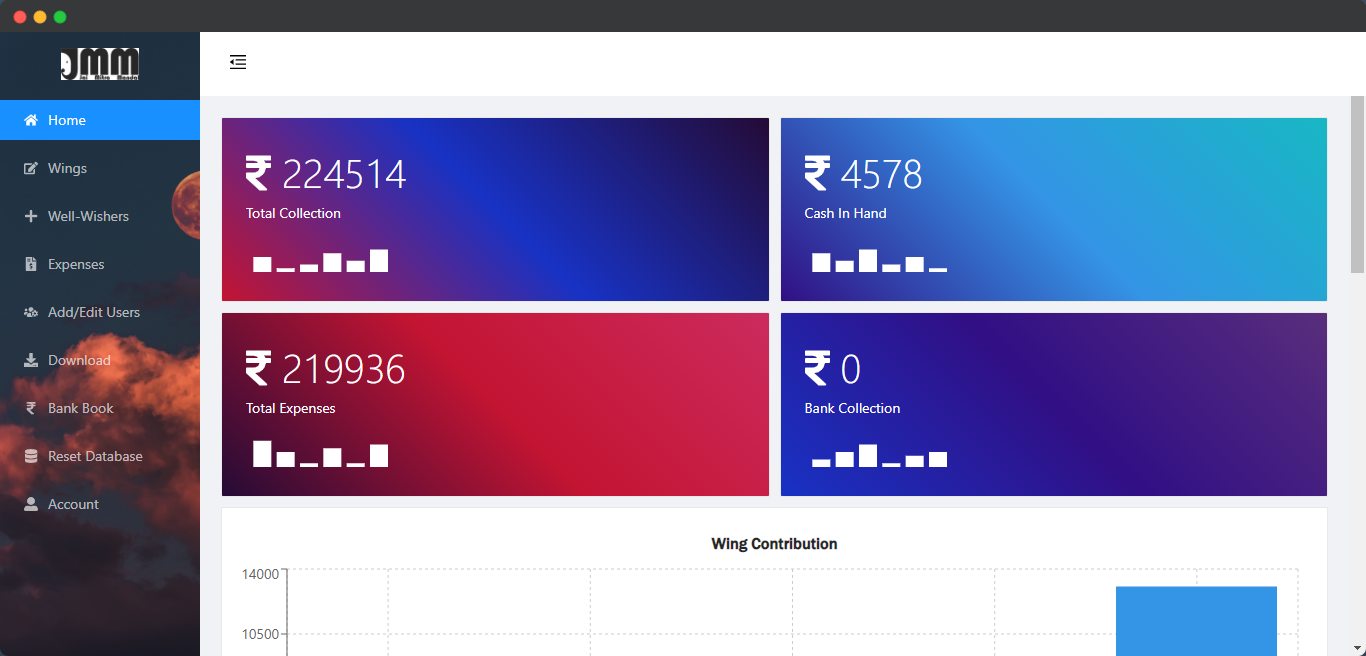 JMM
Home
Wings
Well-Wishers
Expenses
Add/Edit Users
Download
Bank Book
Reset Database
Account
₹ 224514
Total Collection
₹ 4578
Cash In Hand
₹ 219936
Total Expenses
₹ 0
Bank Collection
Wing Contribution
14000
10500